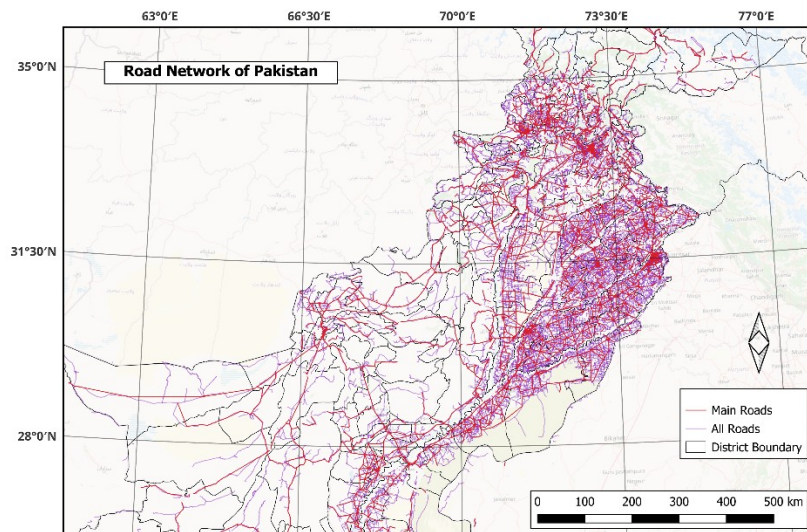 63°0′E 66°30′E 70°0′E 73°30′E 77°0′E
35°0′N
Road Network of Pakistan
31°30′N
28°0′N
Main Roads
All Roads
District Boundary
0 100 200 300 400 500 km